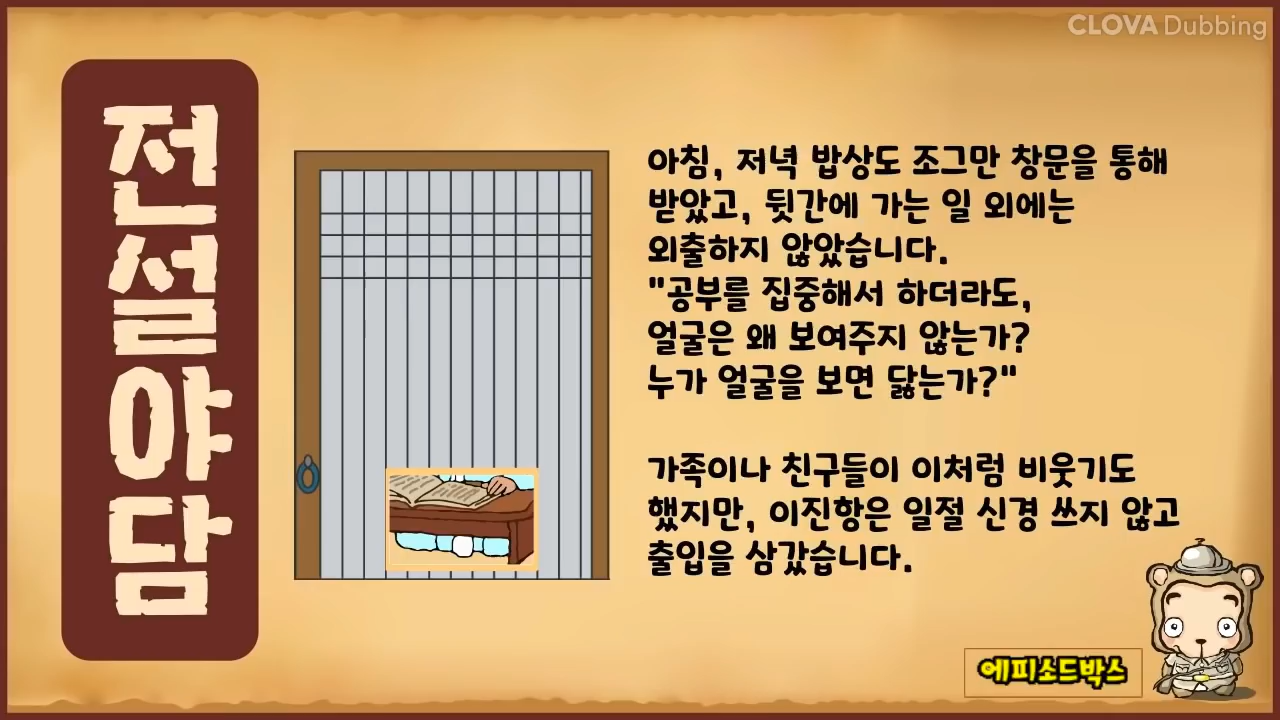 CLOVA Dubbing
전설야담
아침, 저녁 밥상도 조그만 창문을 통해
받았고, 뒷간에 가는 일 외에는
외출하지 않았습니다.
"공부를 집중해서 하더라도,
얼굴은 왜 보여주지 않는가?
누가 얼굴을 보면 닳는가?"
가족이나 친구들이 이처럼 비웃기도
했지만, 이진항은 일절 신경 쓰지 않고
출입을 삼갔습니다.
에피소드박스